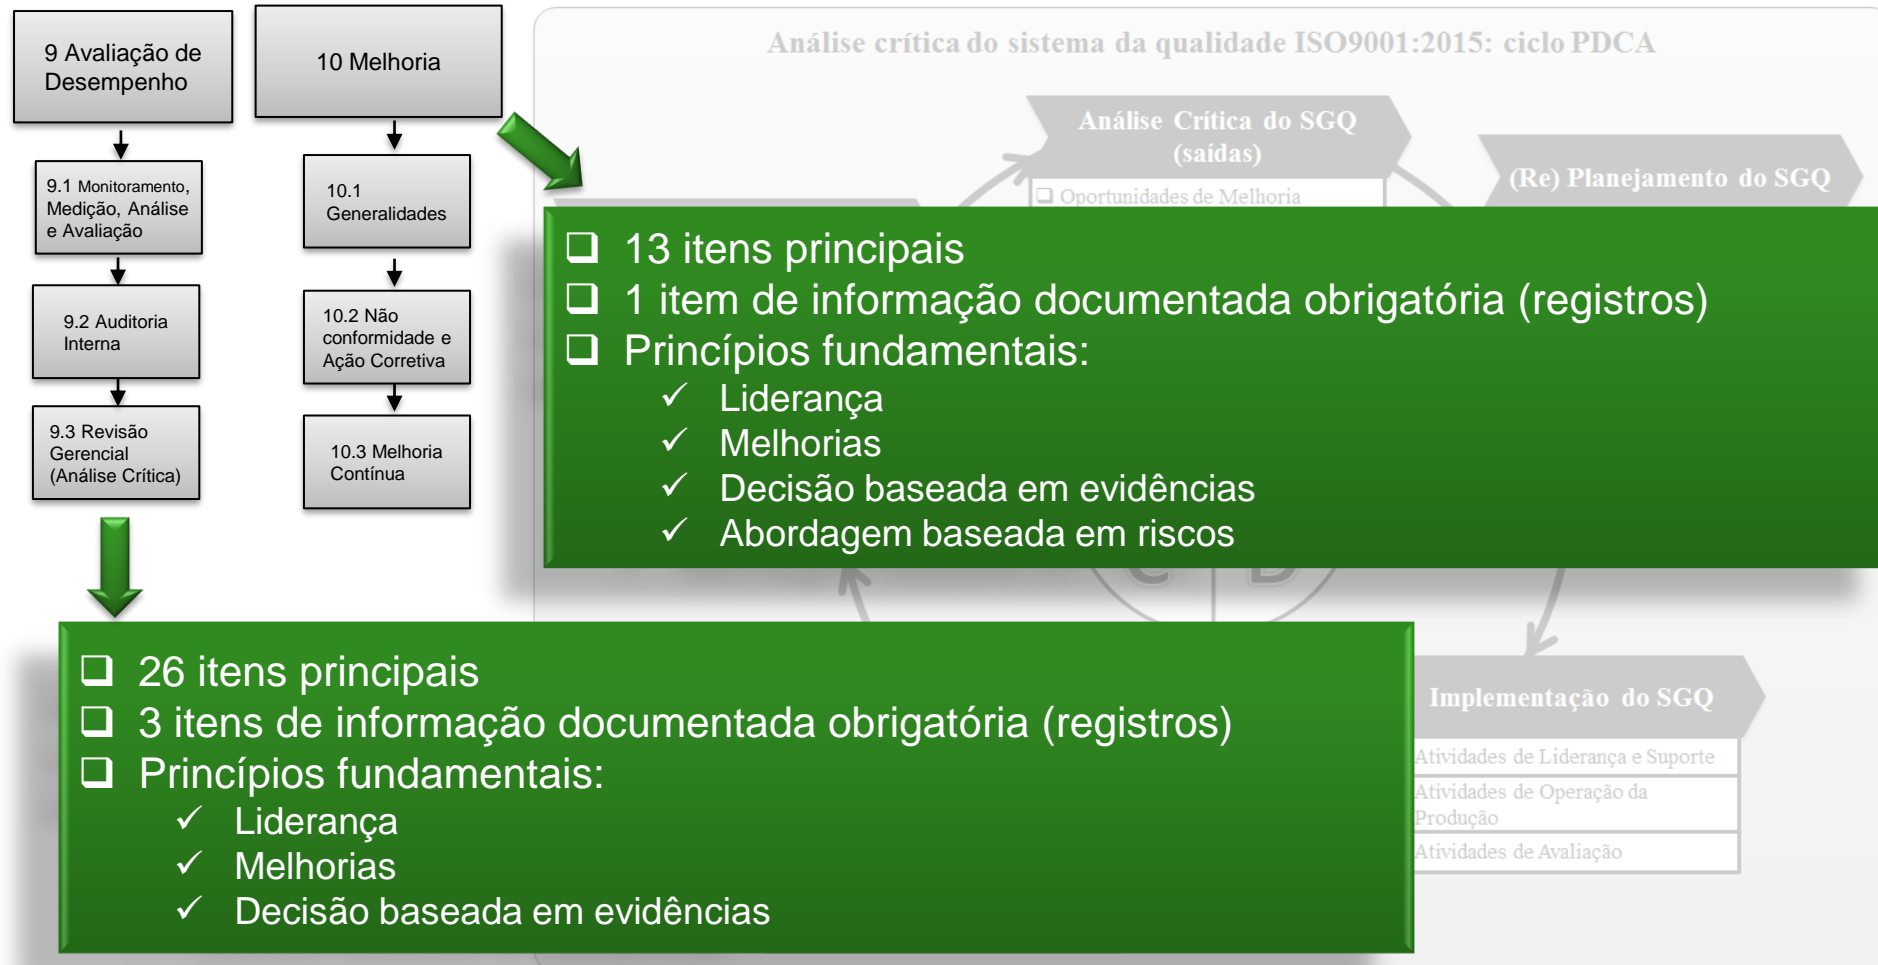 9 Avaliação de
Desempenho
9.1 Monitoramento,
Medição, Análise
e Avaliação
9.2 Auditoria
Interna
9.3 Revisão
Gerencial
(Análise Crítica)
10 Melhoria
10.1
Generalidades
10.2 Não
conformidade e
Ação Corretiva
10.3 Melhoria
Contínua
Análise crítica do sistema da qualidade ISO9001:2015: ciclo PDCA
Análise Crítica do SGQ
(saídas)
❑ Oportunidades de Melhoria
(Re) Planejamento do SGQ
❑ 13 itens principais
❑ 1 item de informação documentada obrigatória (registros)
❑ Princípios fundamentais:
✓ Liderança
✓ Melhorias
✓ Decisão baseada em evidências
✓ Abordagem baseada em riscos
C D
❑ 26 itens principais
❑ 3 itens de informação documentada obrigatória (registros)
❑ Princípios fundamentais:
✓ Liderança
✓ Melhorias
✓ Decisão baseada em evidências
Implementação do SGQ
Atividades de Liderança e Suporte
Atividades de Operação da
Produção
Atividades de Avaliação